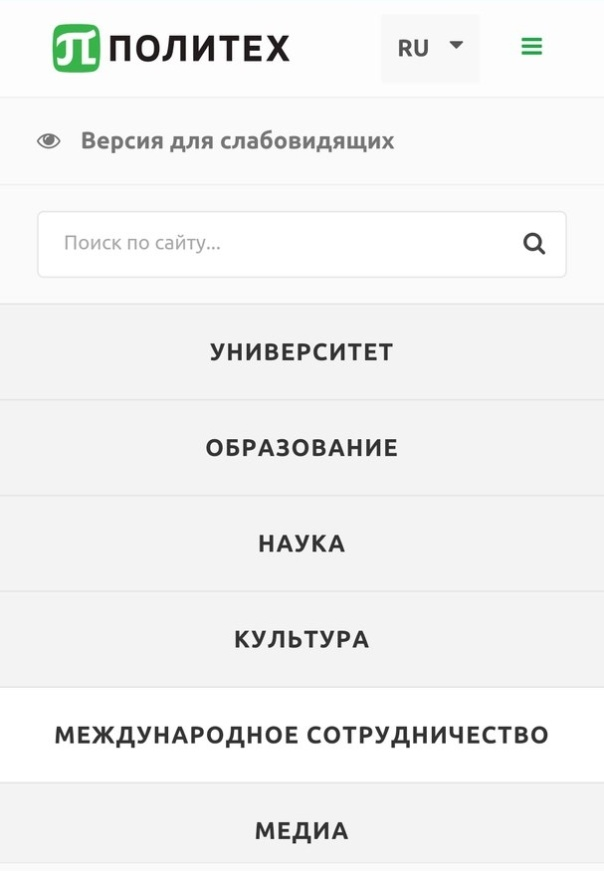 ПОЛИТЕХ RU
Версия для слабовидящих
Поиск по сайту...
УНИВЕРСИТЕТ
ОБРАЗОВАНИЕ
НАУКА
КУЛЬТУРА
МЕЖДУНАРОДНОЕ СОТРУДНИЧЕСТВО
МЕДИА